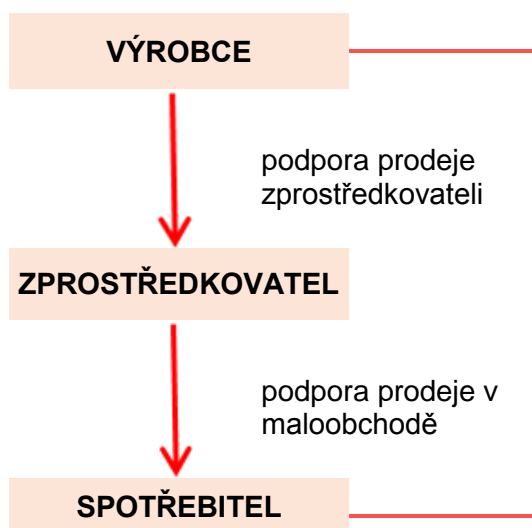 VÝROBCE
podpora prodeje
zprostředkovateli
ZPROSTŘEDKOVATEL
podpora prodeje v
maloobchodě
SPOTŘEBITEL